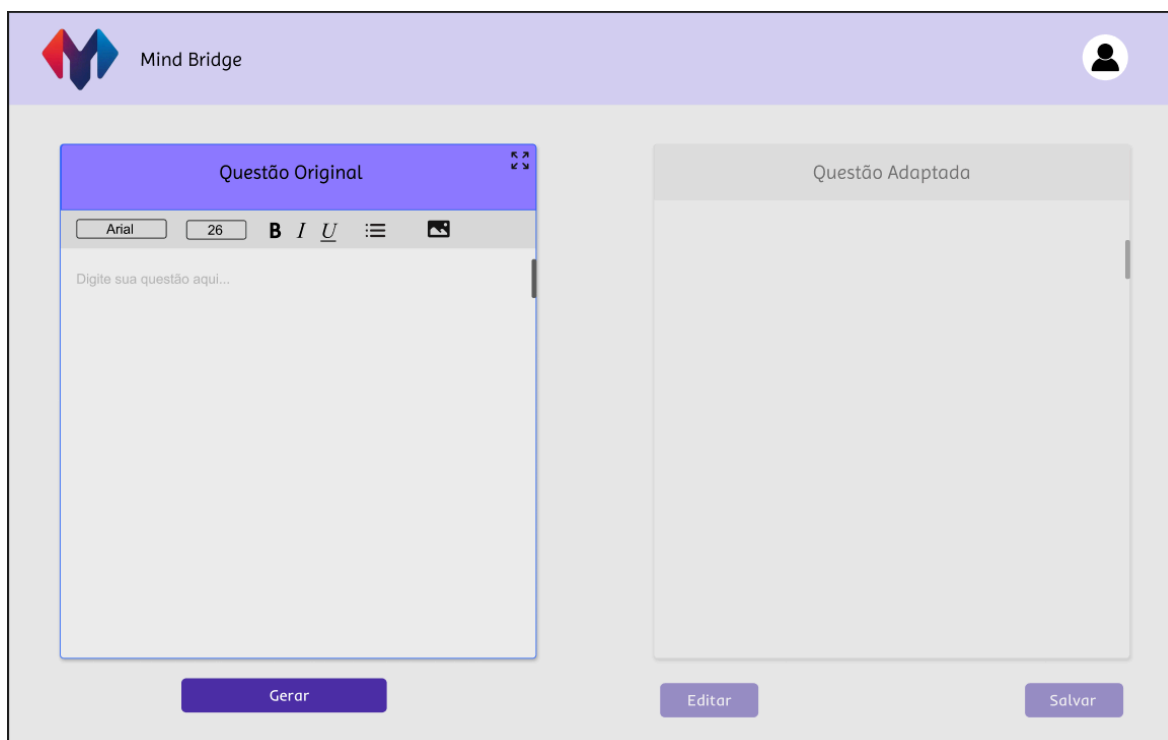 Mind Bridge
Questão Original
Arial 26 B I U
Digite sua questão aqui...
Gerar
Questão Adaptada
Editar Salvar